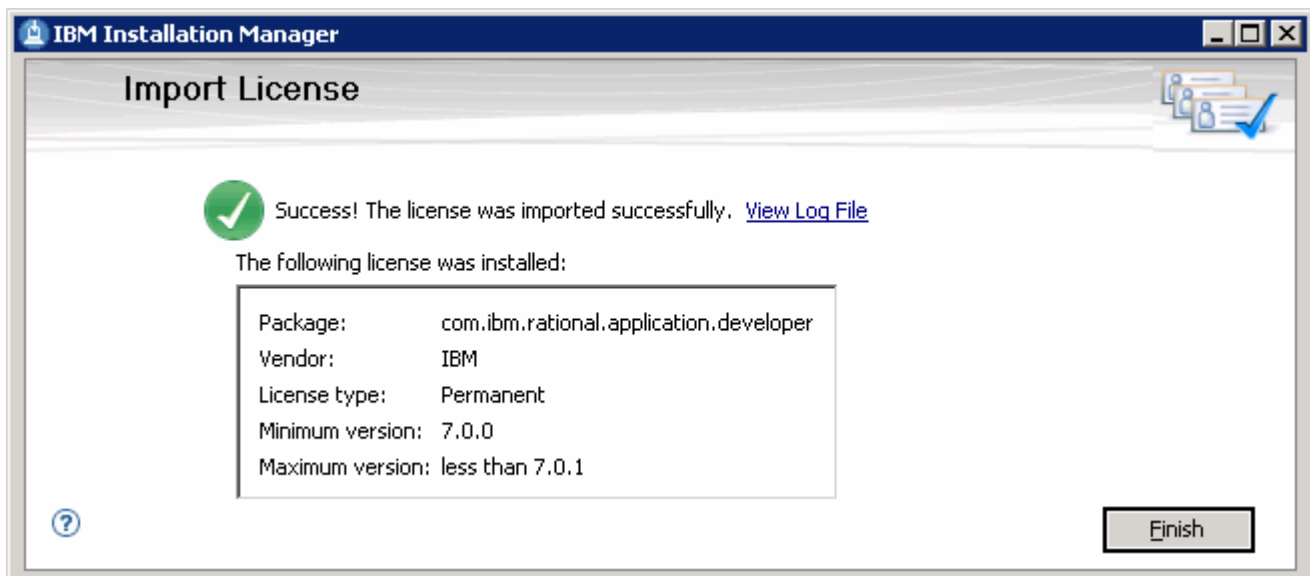 IBM Installation Manager
Import License
Success! The license was imported successfully. View Log File
The following license was installed:
Package: com.ibm.rational.application.developer
Vendor: IBM
License type: Permanent
Minimum version: 7.0.0
Maximum version: less than 7.0.1
?
Finish